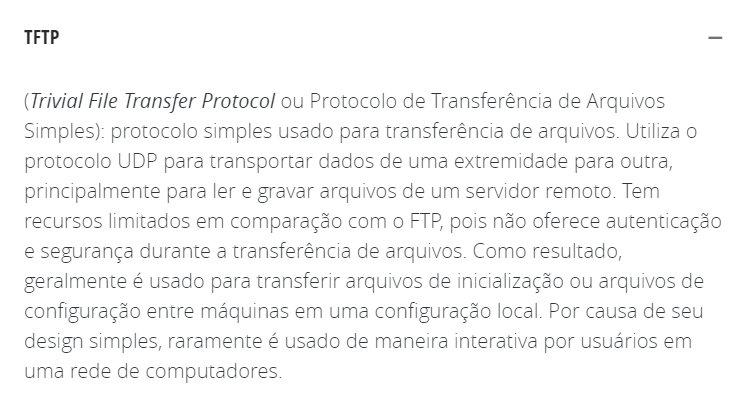 TFTP
(Trivial File Transfer Protocol ou Protocolo de Transferência de Arquivos
Simples): protocolo simples usado para transferência de arquivos. Utiliza o
protocolo UDP para transportar dados de uma extremidade para outra,
principalmente para ler e gravar arquivos de um servidor remoto. Tem
recursos limitados em comparação com o FTP, pois não oferece autenticação
e segurança durante a transferência de arquivos. Como resultado,
geralmente é usado para transferir arquivos de inicialização ou arquivos de
configuração entre máquinas em uma configuração local. Por causa de seu
design simples, raramente é usado de maneira interativa por usuários em
uma rede de computadores.